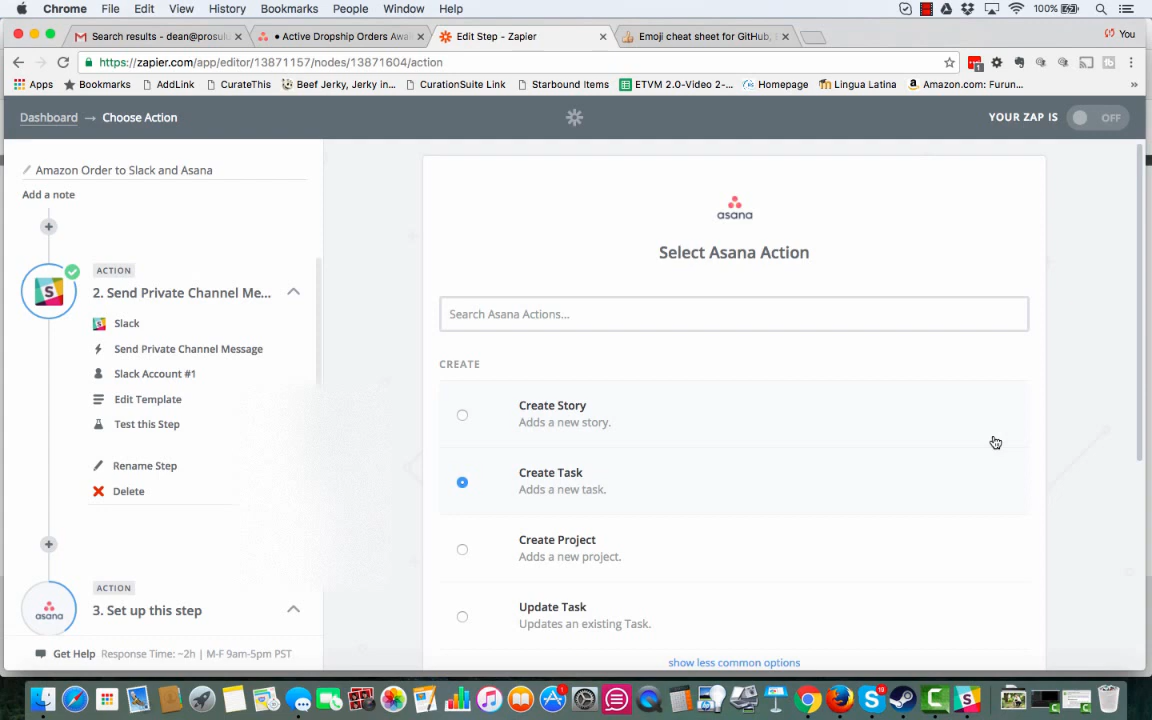 Chrome File Edit View History Bookmarks People Window Help 100%
Search results - dean@prosul
Active Dropship Orders Awai
Edit Step - Zapier
Emoji cheat sheet for GitHub,
You
https://zapier.com/app/editor/13871157/nodes/13871604/action
Apps Bookmarks AddLink CurateThis Beef Jerky, Jerky in... CurationSuite Link Starbound Items ETVM 2.0-Video 2-... Homepage Lingua Latina Amazon.com: Furun... »
Dashboard → Choose Action
YOUR ZAP IS OFF
Amazon Order to Slack and Asana
Add a note
ACTION
2. Send Private Channel Me...
Slack
Send Private Channel Message
Slack Account #1
Edit Template
Test this Step
Rename Step
Delete
ACTION
asana
3. Set up this step
Get Help Response Time: ~2h | M-F 9am-5pm PST
asana
Select Asana Action
Search Asana Actions...
CREATE
Create Story
Adds a new story.
Create Task
Adds a new task.
Create Project
Adds a new project.
Update Task
Updates an existing Task.
show less common options